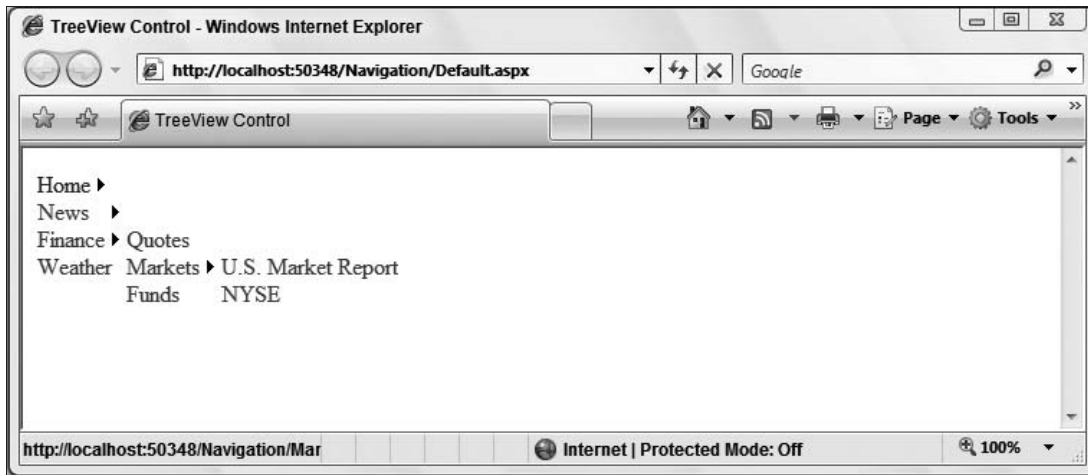 TreeView Control - Windows Internet Explorer
http://localhost:50348/Navigation/Default.aspx
Google
TreeView Control
Page
Tools
»
Home
News
Finance
Quotes
Weather
Markets
U.S. Market Report
Funds
NYSE
http://localhost:50348/Navigation/Mar
Internet | Protected Mode: Off
100%